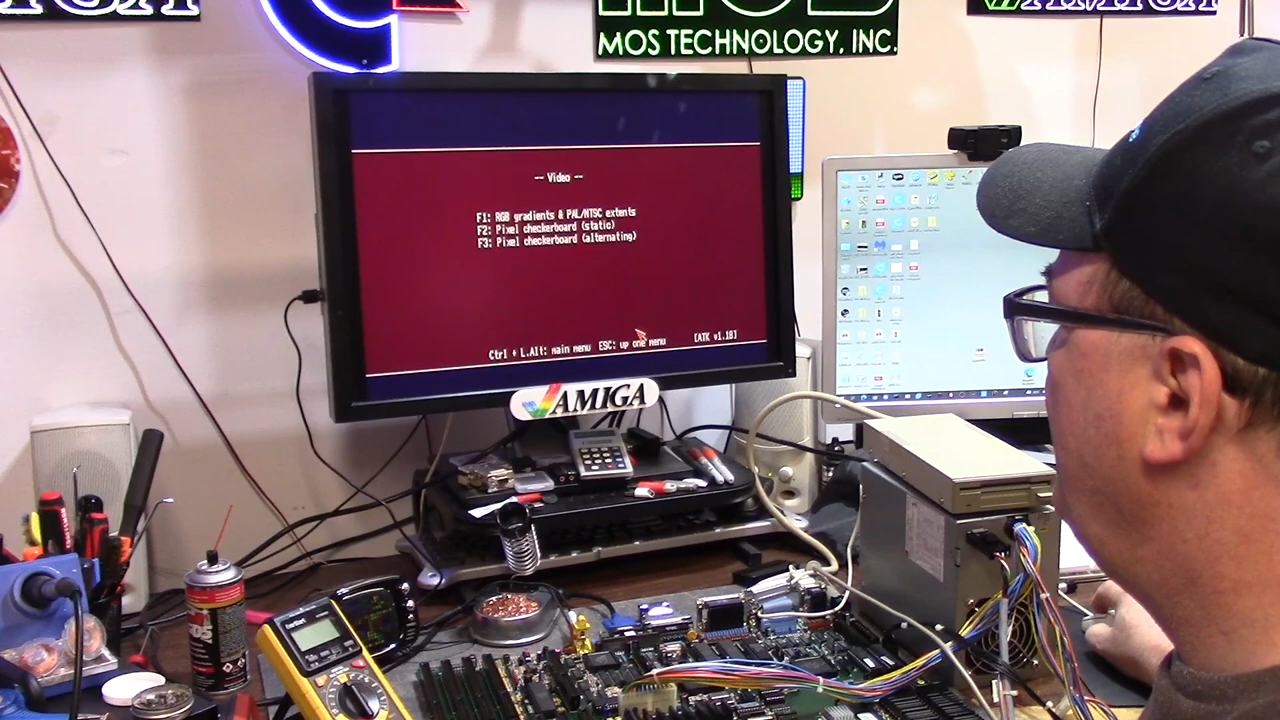 MOS TECHNOLOGY, INC.
-- Video --
F1: RGB gradients & PAL/NTSC extents
F2: Pixel checkerboard (static)
F3: Pixel checkerboard (alternating)
Ctrl + L.Alt: main menu ESC: up one menu [ATK v1.18]
AMIGA